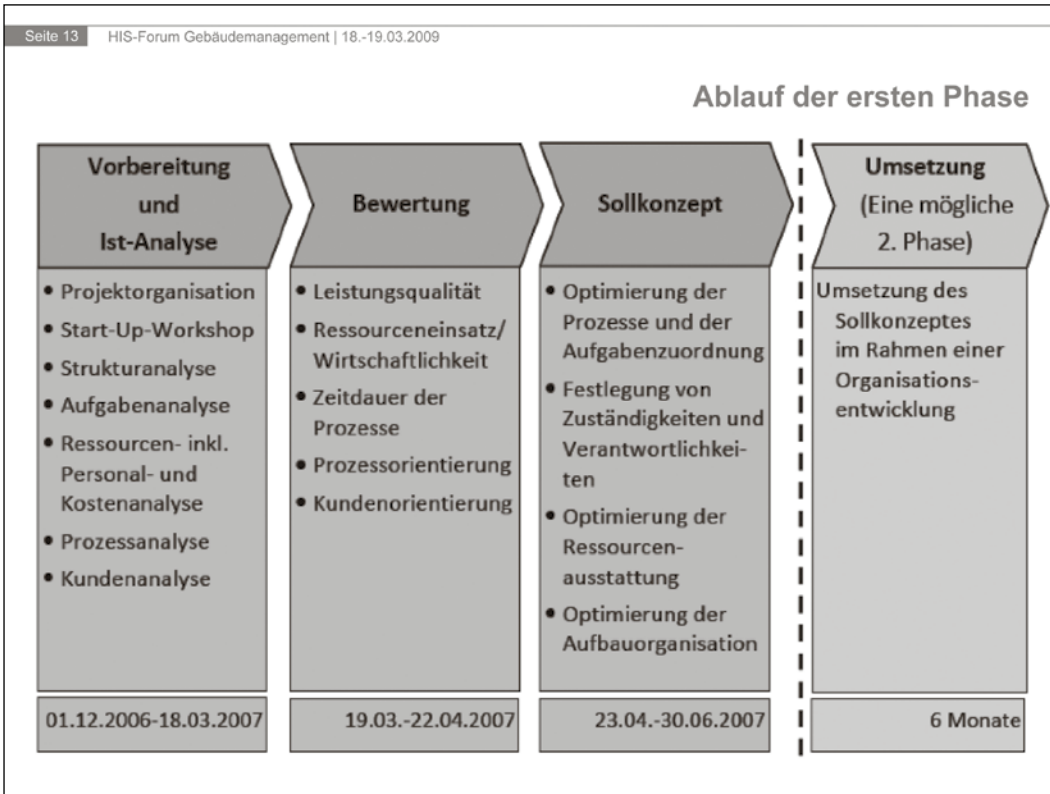 Seite 13 HIS-Forum Gebäudemanagement | 18.-19.03.2009
Ablauf der ersten Phase
Vorbereitung
und
Ist-Analyse
• Projektorganisation
• Start-Up-Workshop
• Strukturanalyse
• Aufgabenanalyse
• Ressourcen- inkl.
Personal- und
Kostenanalyse
• Prozessanalyse
• Kundenanalyse
01.12.2006-18.03.2007
Bewertung
• Leistungsqualität
• Ressourceneinsatz/
Wirtschaftlichkeit
• Zeitdauer der
Prozesse
• Prozessorientierung
• Kundenorientierung
19.03.-22.04.2007
Sollkonzept
• Optimierung der
Prozesse und der
Aufgabenzuordnung
• Festlegung von
Zuständigkeiten und
Verantwortlichkei-
ten
• Optimierung der
Ressourcen-
ausstattung
• Optimierung der
Aufbauorganisation
23.04.-30.06.2007
Umsetzung
(Eine mögliche
2. Phase)
Umsetzung des
Sollkonzeptes
im Rahmen einer
Organisations-
entwicklung
6 Monate